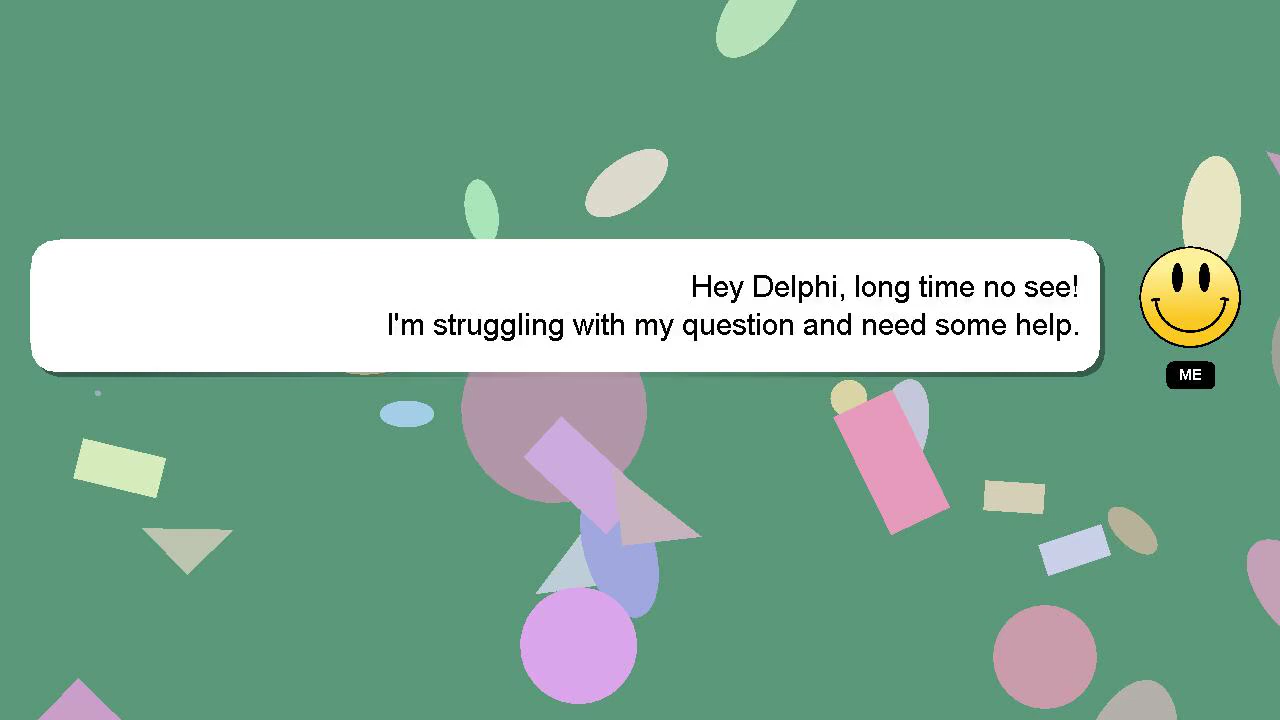 Hey Delphi, long time no see!
I'm struggling with my question and need some help.
ME